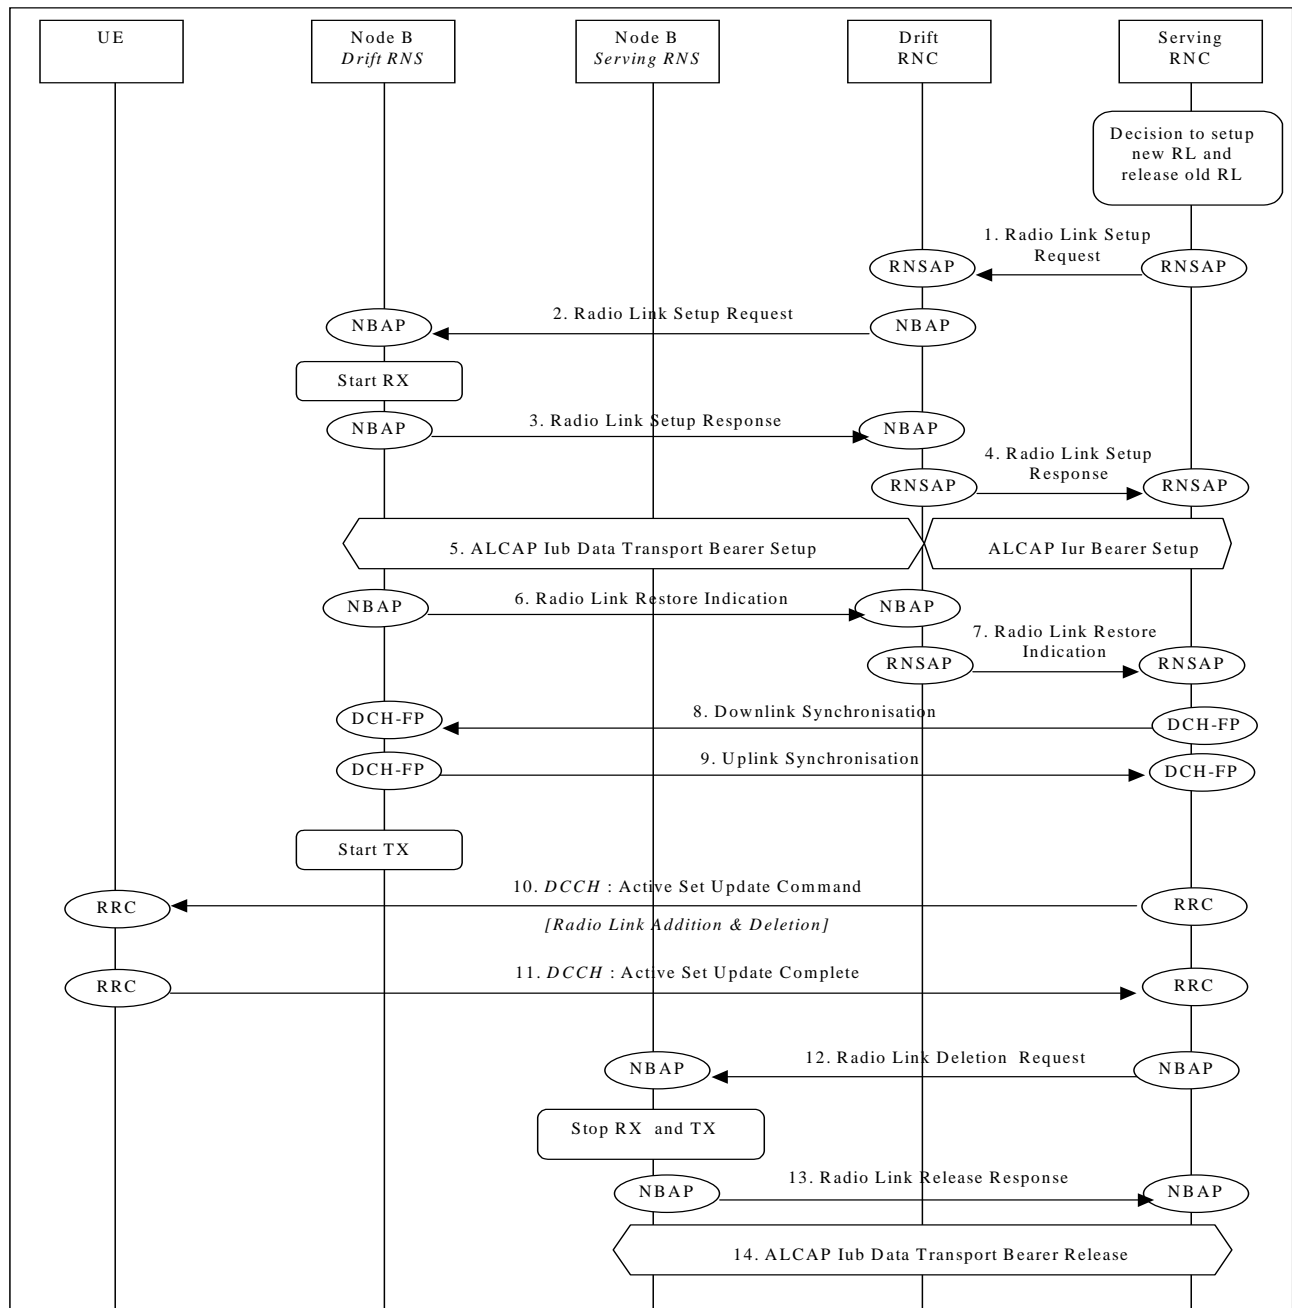 UE
Node B
Drift RNS
Node B
Serving RNS
Drift
RNC
Serving
RNC
Decision to setup
new RL and
release old RL
1. Radio Link Setup
Request
RNSAP
RNSAP
2. Radio Link Setup Request
NBAP
NBAP
Start RX
3. Radio Link Setup Response
NBAP
NBAP
4. Radio Link Setup
Response
RNSAP
RNSAP
5. ALCAP Iub Data Transport Bearer Setup
ALCAP Iur Bearer Setup
6. Radio Link Restore Indication
NBAP
NBAP
7. Radio Link Restore
Indication
RNSAP
RNSAP
8. Downlink Synchronisation
DCH-FP
DCH-FP
9. Uplink Synchronisation
DCH-FP
DCH-FP
Start TX
10. DCCH : Active Set Update Command
RRC
RRC
[Radio Link Addition & Deletion]
11. DCCH : Active Set Update Complete
RRC
RRC
12. Radio Link Deletion Request
NBAP
NBAP
Stop RX and TX
13. Radio Link Release Response
NBAP
NBAP
14. ALCAP Iub Data Transport Bearer Release